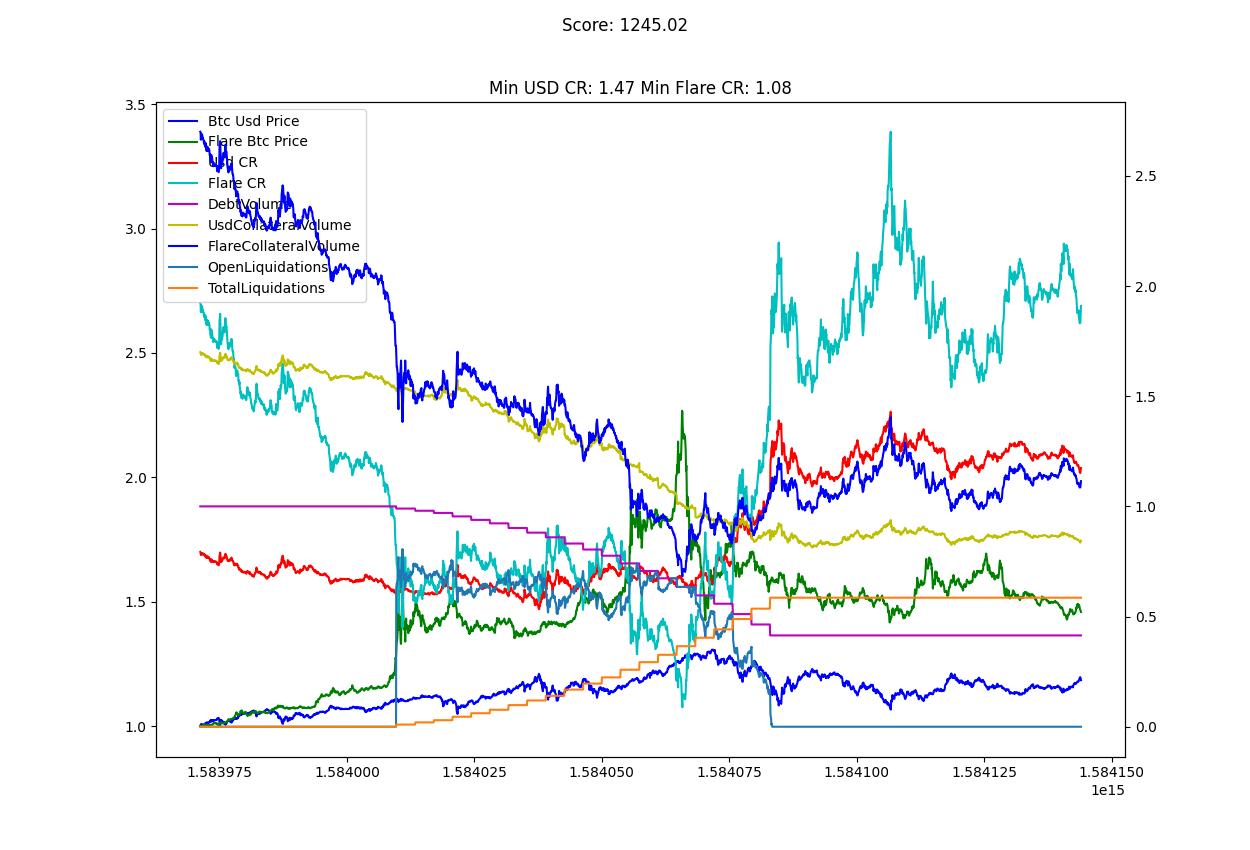 Score: 1245.02
Min USD CR: 1.47 Min Flare CR: 1.08
Btc Usd Price
Flare Btc Price
Usd CR
Flare CR
DebtVolume
UsdCollateralVolume
FlareCollateralVolume
OpenLiquidations
TotalLiquidations
3.5
3.0
2.5
2.0
1.5
1.0
2.5
2.0
1.5
1.0
0.5
0.0
1.583975 1.584000 1.584025 1.584050 1.584075 1.584100 1.584125 1.584150
1e15